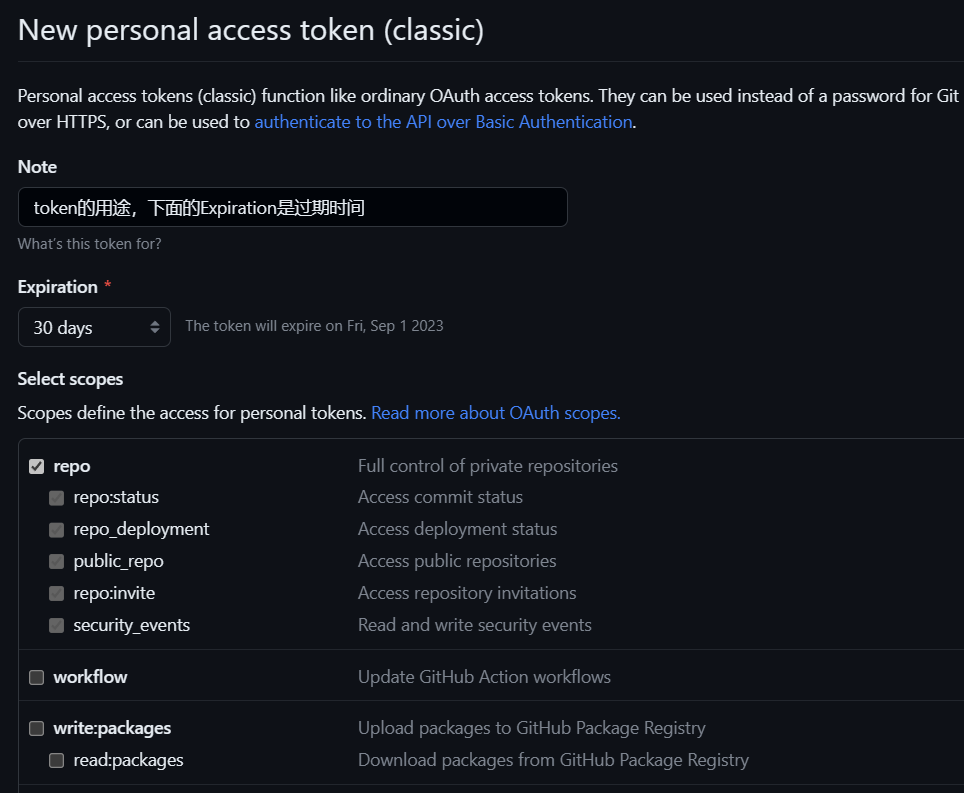 New personal access token (classic)
Personal access tokens (classic) function like ordinary OAuth access tokens. They can be used instead of a password for Git
over HTTPS, or can be used to authenticate to the API over Basic Authentication.
Note
token的用途，下面的Expiration是过期时间
What's this token for?
Expiration *
30 days The token will expire on Fri, Sep 1 2023
Select scopes
Scopes define the access for personal tokens. Read more about OAuth scopes.
repo Full control of private repositories
repo:status Access commit status
repo_deployment Access deployment status
public_repo Access public repositories
repo:invite Access repository invitations
security_events Read and write security events
workflow Update GitHub Action workflows
write:packages Upload packages to GitHub Package Registry
read:packages Download packages from GitHub Package Registry